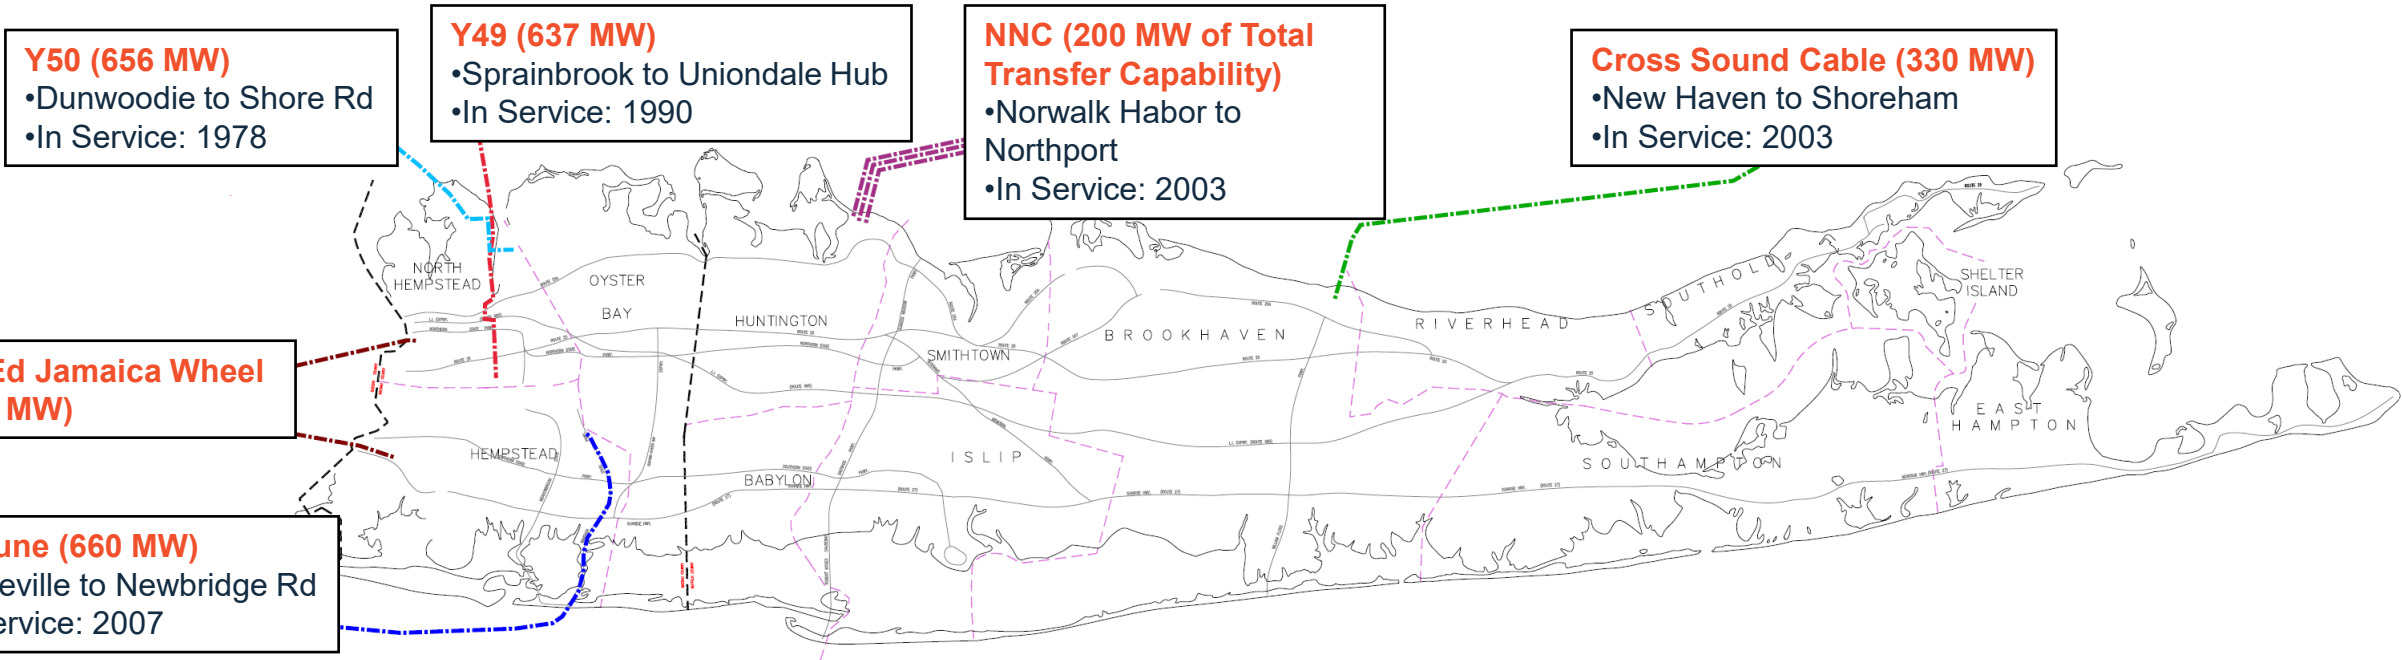 Y50 (656 MW)
•Dunwoodie to Shore Rd
•In Service: 1978
Y49 (637 MW)
•Sprainbrook to Uniondale Hub
•In Service: 1990
NNC (200 MW of Total
Transfer Capability)
•Norwalk Habor to
Northport
•In Service: 2003
Cross Sound Cable (330 MW)
•New Haven to Shoreham
•In Service: 2003
Ed Jamaica Wheel
MW)
une (660 MW)
eville to Newbridge Rd
ervice: 2007
NORTH
HEMPSTEAD
OYSTER
BAY
HUNTINGTON
SMITHTOWN
BROOKHAVEN
RIVERHEAD
SOUTHOLD
SHELTER
ISLAND
EAST
HAMPTON
SOUTHAMPTON
HEMPSTEAD
BABYLON
ISLIP